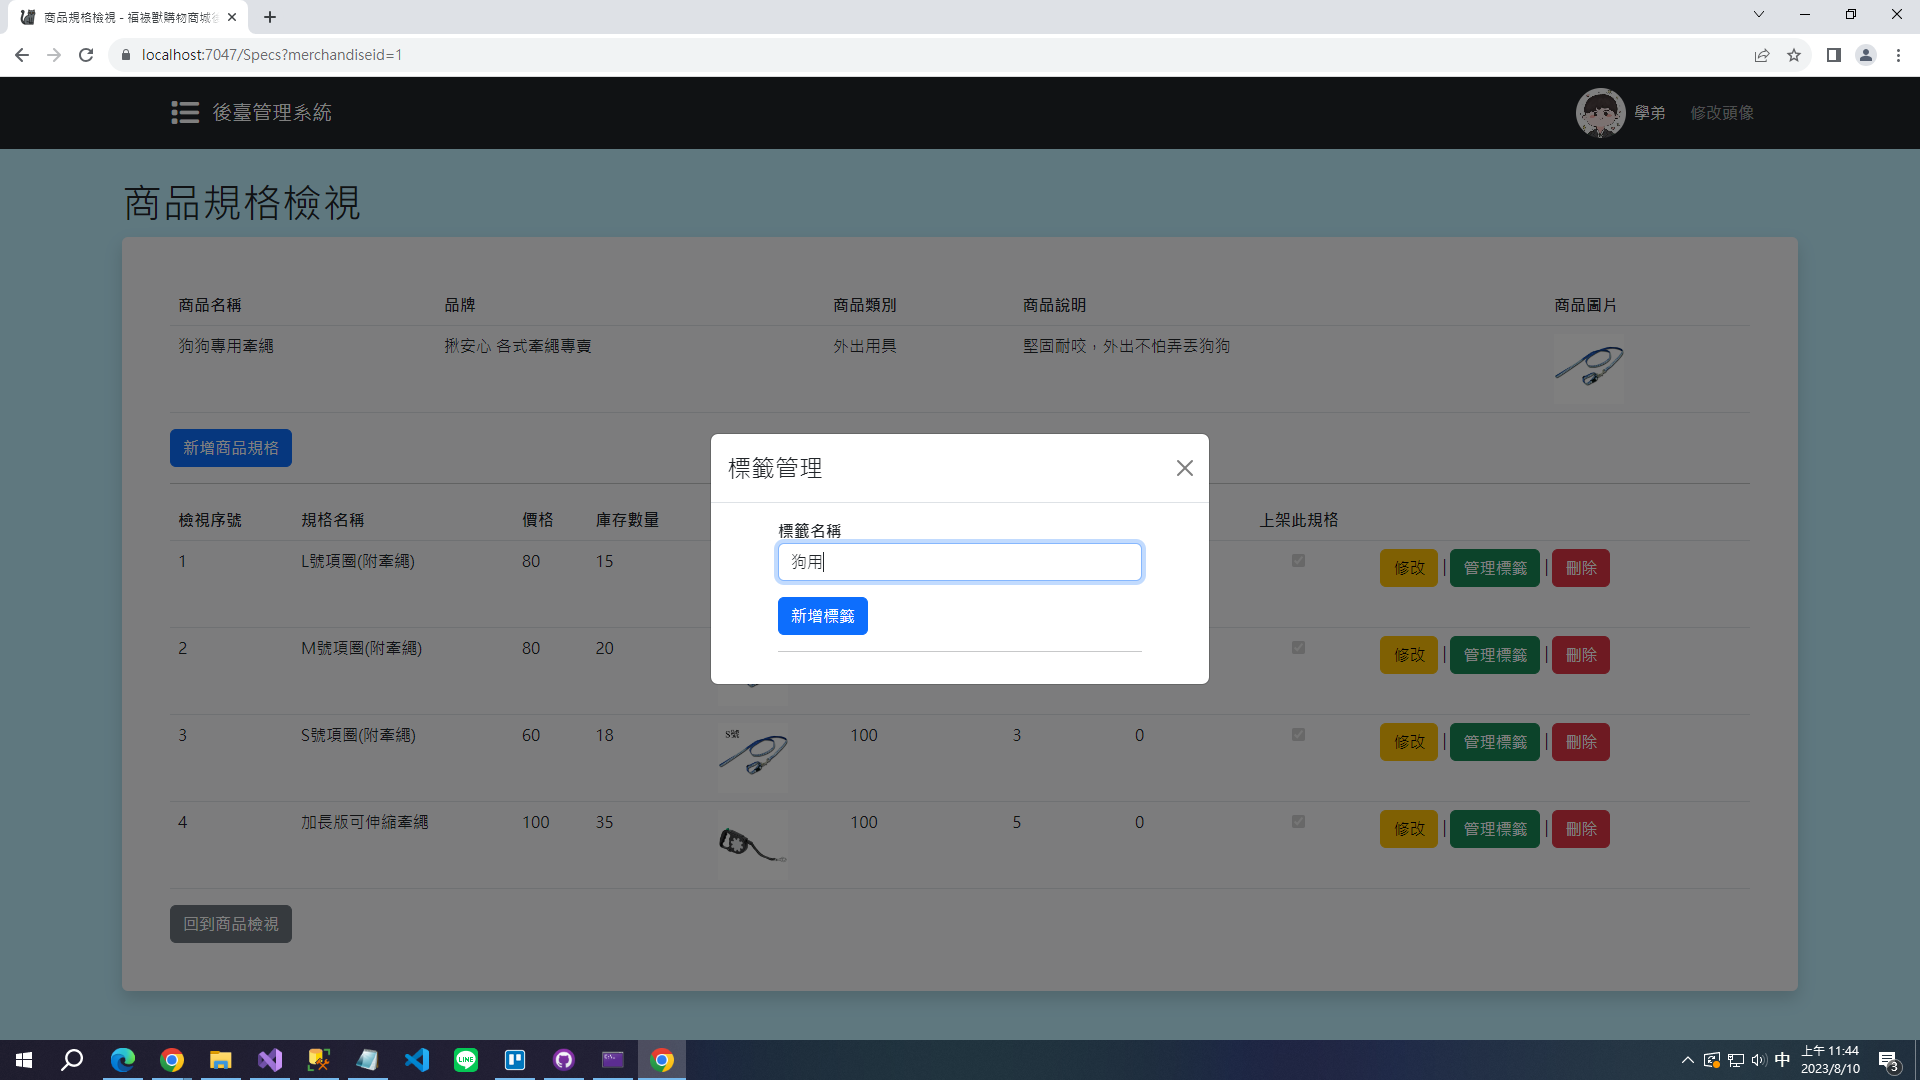 商品規格檢視 - 福祿獸購物商城
localhost:7047/Specs?merchandiseid=1
後臺管理系統
學弟 修改頭像
商品規格檢視
商品名稱 品牌 商品類別 商品說明 商品圖片
狗狗專用牽繩 揪安心 各式牽繩專賣 外出用具 堅固耐咬，外出不怕弄丟狗狗
新增商品規格
標籤管理
檢視序號 規格名稱 價格 庫存數量 上架此規格
標籤名稱
狗用
新增標籤
1 L號項圈(附牽繩) 80 15 修改 | 管理標籤 | 刪除
2 M號項圈(附牽繩) 80 20 修改 | 管理標籤 | 刪除
3 S號項圈(附牽繩) 60 18 S號 100 3 0 修改 | 管理標籤 | 刪除
4 加長版可伸縮牽繩 100 35 100 5 0 修改 | 管理標籤 | 刪除
回到商品檢視
LINE
中
上午 11:44
2023/8/10
3